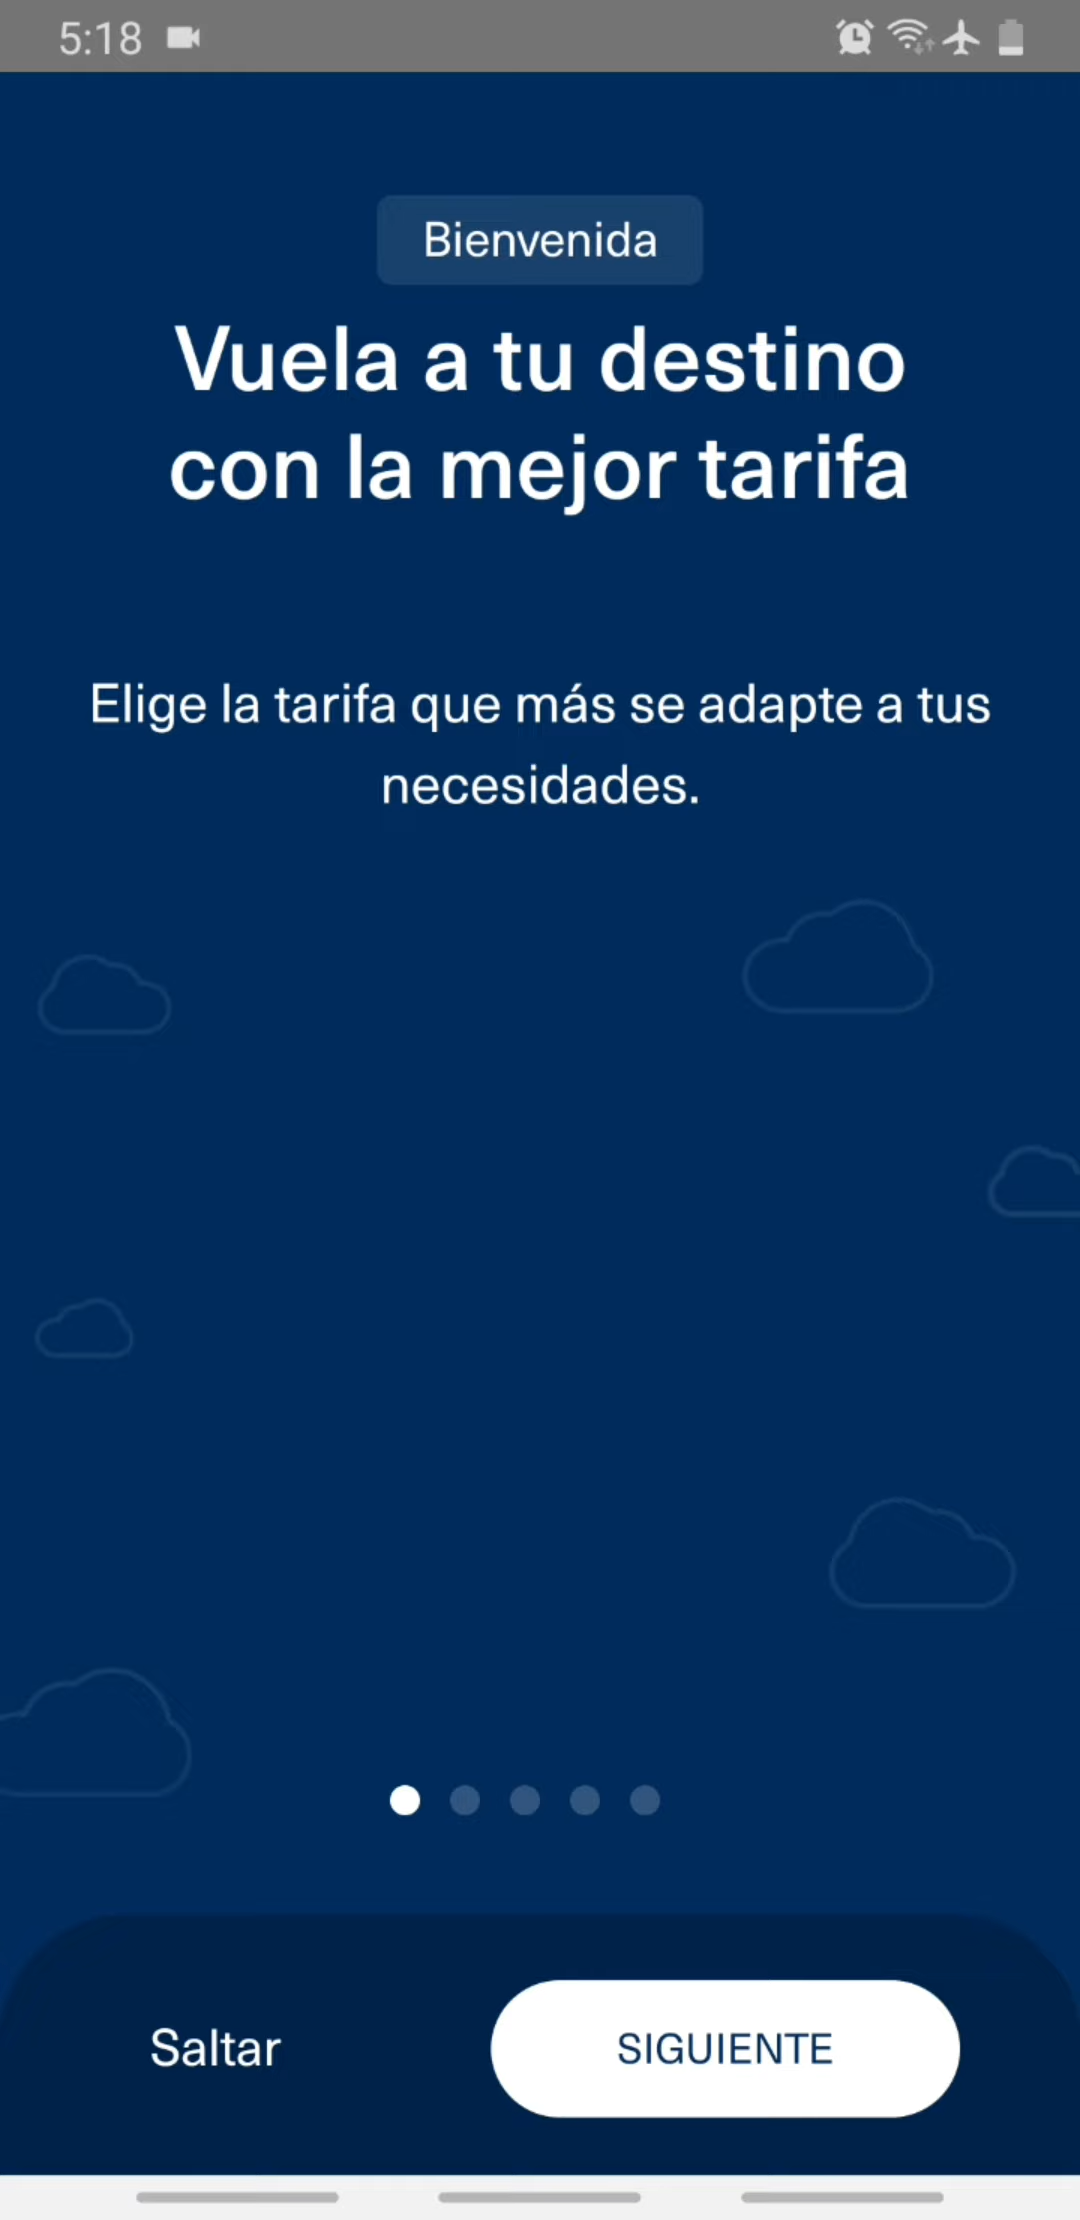 5:18
Bienvenida
Vuela a tu destino
con la mejor tarifa
Elige la tarifa que más se adapte a tus
necesidades.
Saltar
SIGUIENTE